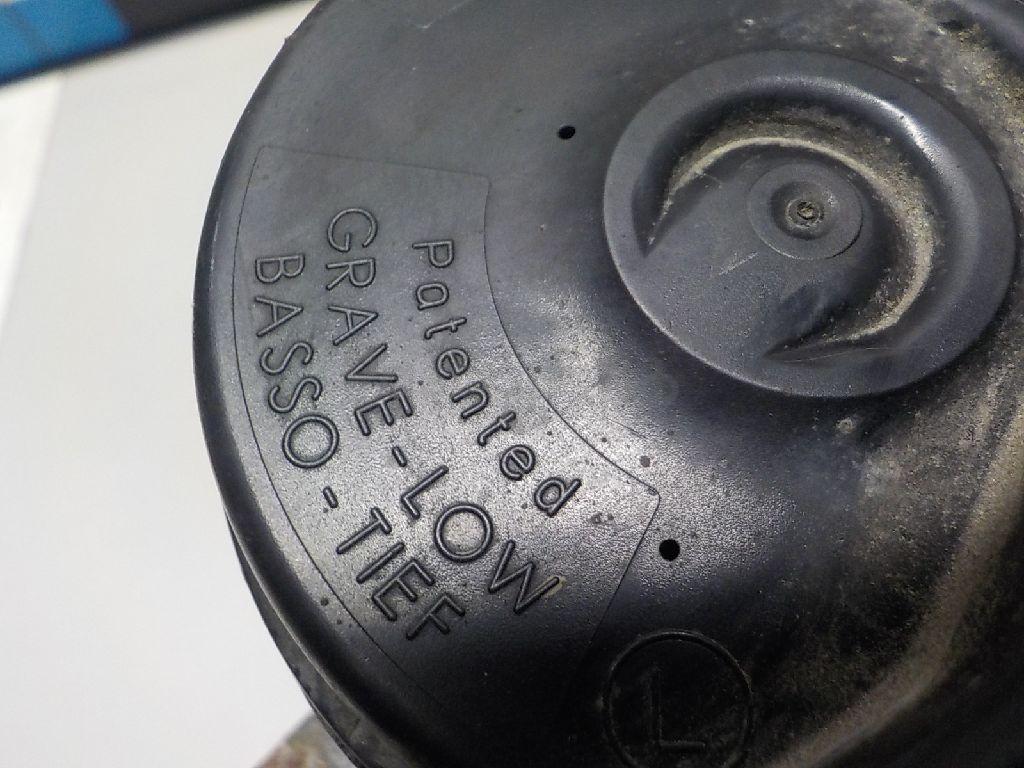 Patented
GRAVE-LOW
BASSO-TIEF
L